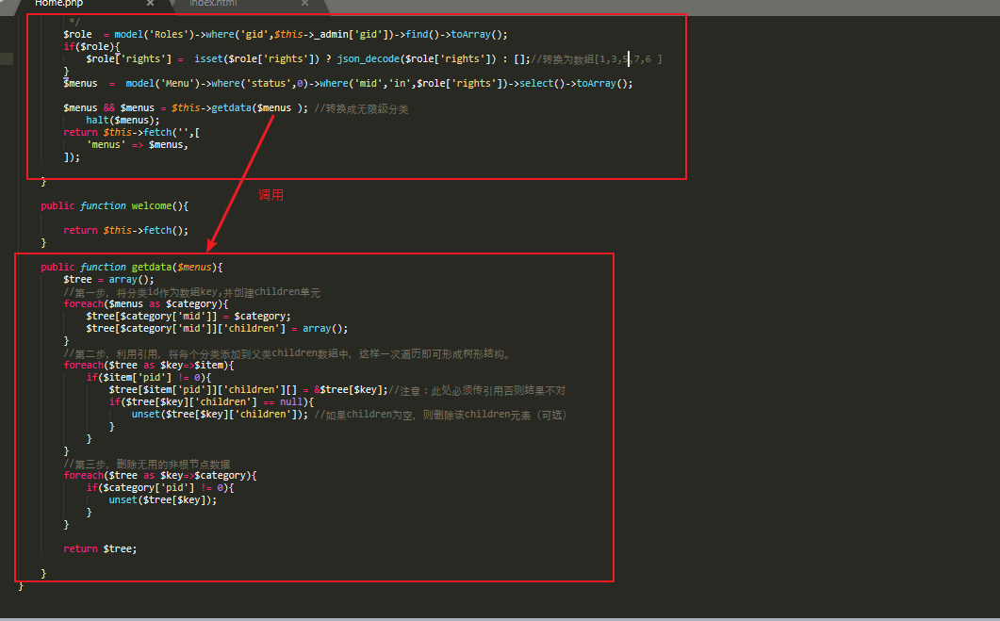 Home.php × index.html ×
*/
$role = model('Roles')->where('gid',$this->_admin['gid'])->find()->toArray();
if($role){
$role['rights'] = isset($role['rights']) ? json_decode($role['rights']) : [];//转换为数组[1,3,5,7,6 ]
}
$menus = model('Menu')->where('status',0)->where('mid','in',$role['rights'])->select()->toArray();
$menus && $menus = $this->getdata($menus ); //转换成无限级分类
halt($menus);
return $this->fetch('',[
'menus' => $menus,
]);
}
调用
public function welcome(){
return $this->fetch();
}
public function getdata($menus){
$tree = array();
//第一步，将分类id作为数组key,并创建children单元
foreach($menus as $category){
$tree[$category['mid']] = $category;
$tree[$category['mid']]['children'] = array();
}
//第二步，利用引用，将每个分类添加到父类children数组中，这样一次遍历即可形成树形结构。
foreach($tree as $key=>$item){
if($item['pid'] != 0){
$tree[$item['pid']]['children'][] = &$tree[$key];//注意：此处必须传引用否则结果不对
if($tree[$key]['children'] == null){
unset($tree[$key]['children']); //如果children为空，则删除该children元素（可选）
}
}
}
//第三步，删除无用的非根节点数据
foreach($tree as $key=>$category){
if($category['pid'] != 0){
unset($tree[$key]);
}
}
return $tree;
}
}